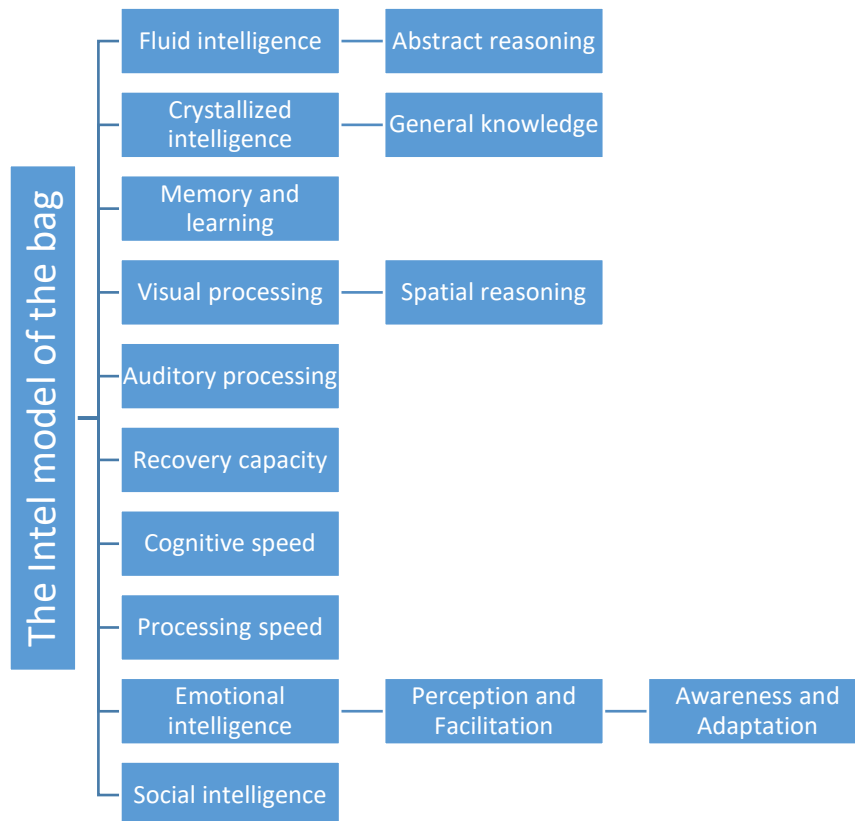 The Intel model of the bag
Fluid intelligence
Abstract reasoning
Crystallized
intelligence
General knowledge
Memory and
learning
Visual processing
Spatial reasoning
Auditory processing
Recovery capacity
Cognitive speed
Processing speed
Emotional
intelligence
Perception and
Facilitation
Awareness and
Adaptation
Social intelligence